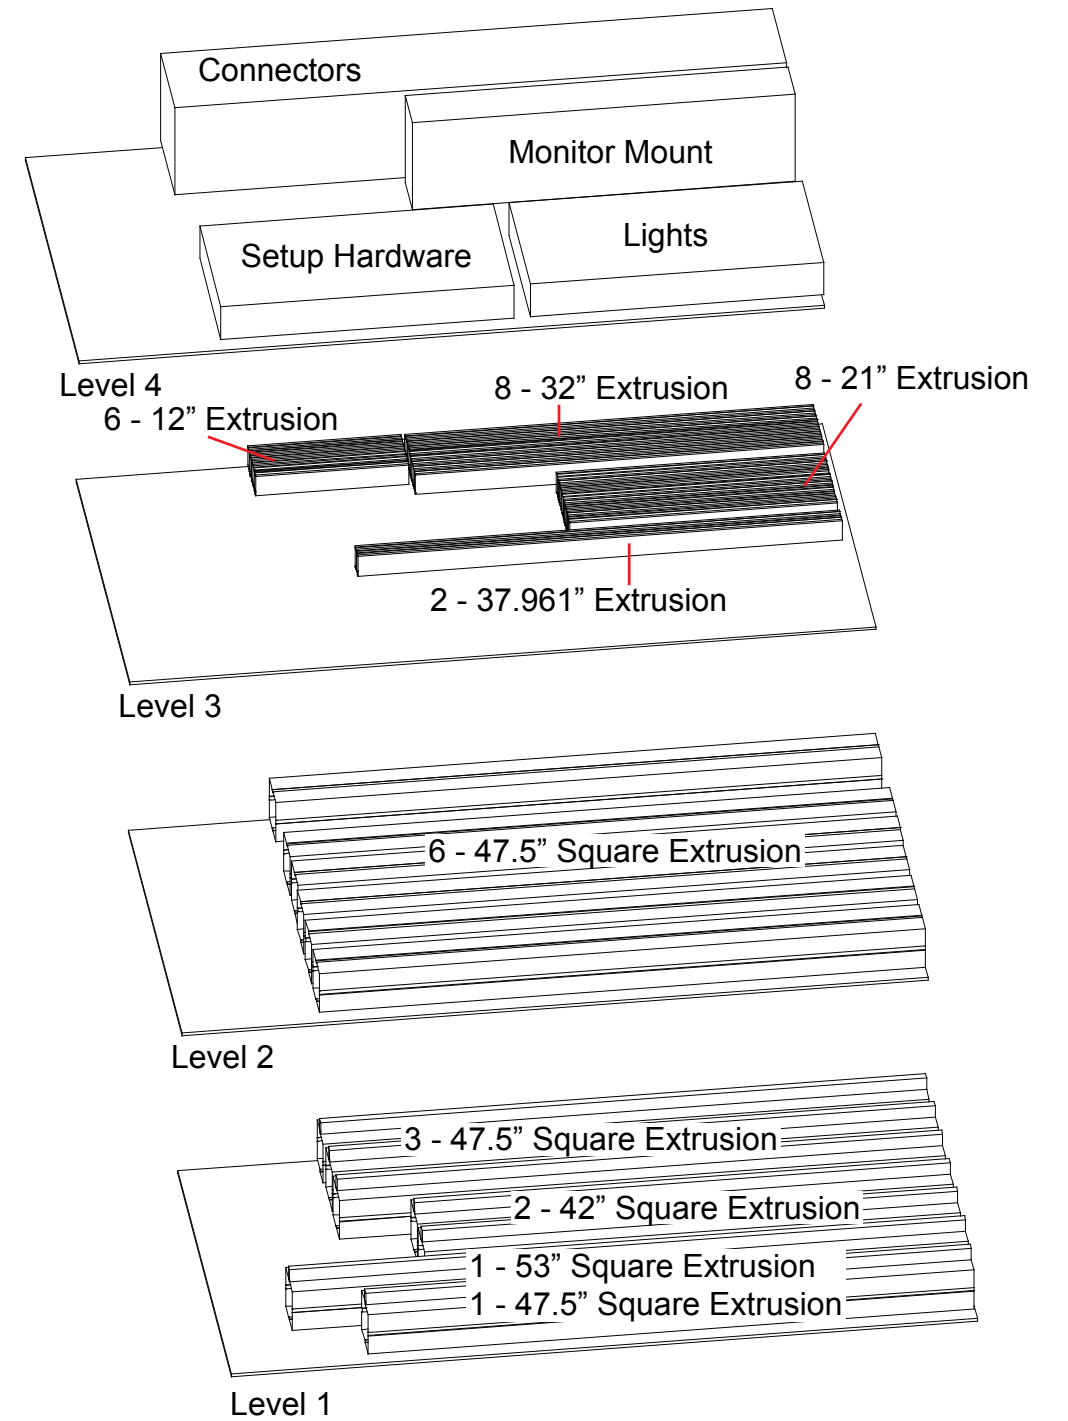 Connectors
Monitor Mount
Lights
Setup Hardware
Level 4
8 - 21” Extrusion
8 - 32” Extrusion
6 - 12” Extrusion
2 - 37.961” Extrusion
Level 3
6 - 47.5” Square Extrusion
Level 2
3 - 47.5” Square Extrusion
2 - 42” Square Extrusion
1 - 53” Square Extrusion
1 - 47.5” Square Extrusion
Level 1